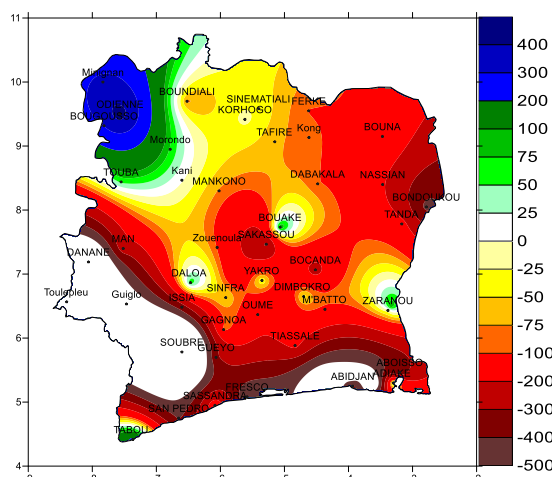 11
10
9
8
7
6
5
4
BOUNDIALI
SINEMATIALI
FERKE
KORHOGO
ODIENNE
Morondo
TAFIRE
Kong
BOUNA
TOUBA
Kani
MANKONO
DABAKALA
NASSIAN
BONDOUKOU
BOUAKE
TANDA
MAN
Zouenoula
SAKASSOU
DANANE
DALOA
YAKRO
BOCANDA
Toulepleu
Guiglo
ISSIA
SINFRA
DIMBOKRO
M'BATTO
ZARANOU
OUME
GAGNOA
SOUBRE
GUEYO
TIASSALE
ABOISSO
ADIAKE
ABIDJAN
FRESCO
SASSANDRA
SAN PEDRO
TABOU
400
300
200
100
75
50
25
0
-25
-50
-75
-100
-200
-300
-400
-500